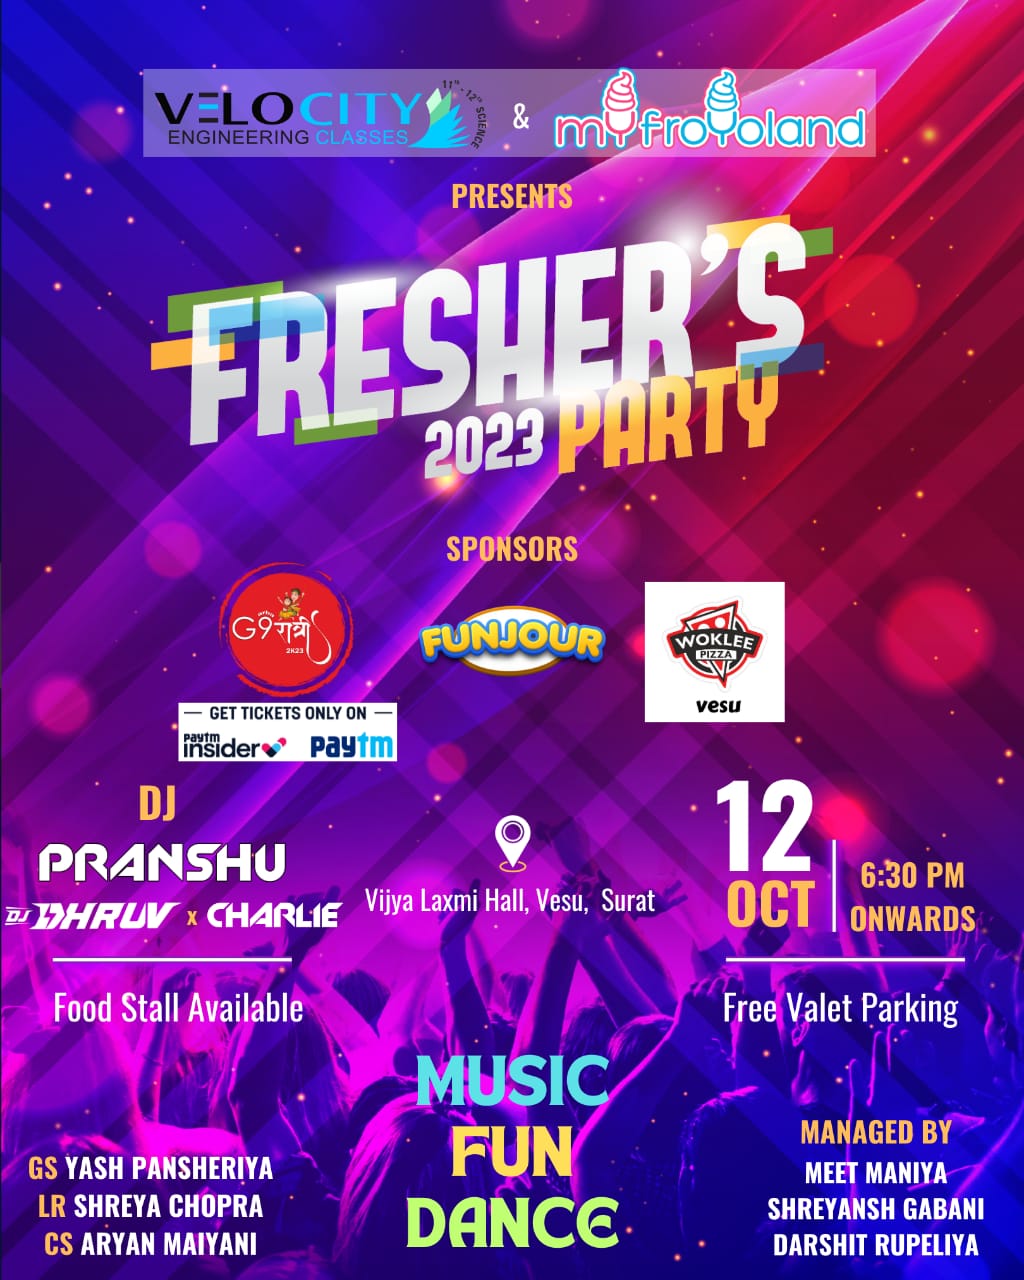 VELOCITY
ENGINEERING CLASSES
11th - 12th SCIENCE
&
myfroyoland
PRESENTS
FRESHER'S
2023 PARTY
SPONSORS
G9रात्री
2K23
GET TICKETS ONLY ON
paytm
insider
paytm
FUNJOUR
WOKLEE
PIZZA
vesu
DJ
PRANSHU
DJ DHRUV x CHARLIE
Vijya Laxmi Hall, Vesu, Surat
12
OCT
6:30 PM
ONWARDS
Food Stall Available
Free Valet Parking
MUSIC
FUN
DANCE
GS YASH PANSHERIYA
LR SHREYA CHOPRA
CS ARYAN MAIYANI
MANAGED BY
MEET MANIYA
SHREYANSH GABANI
DARSHIT RUPELIYA